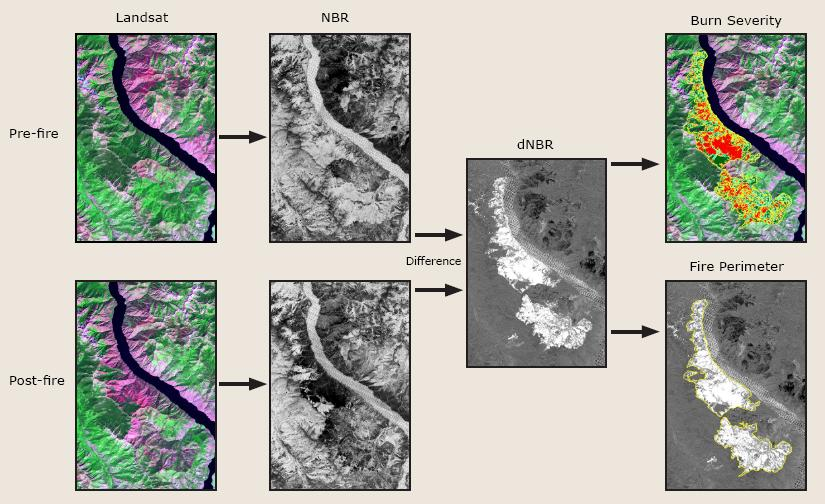 Landsat
NBR
Burn Severity
Pre-fire
dNBR
Difference
Fire Perimeter
Post-fire